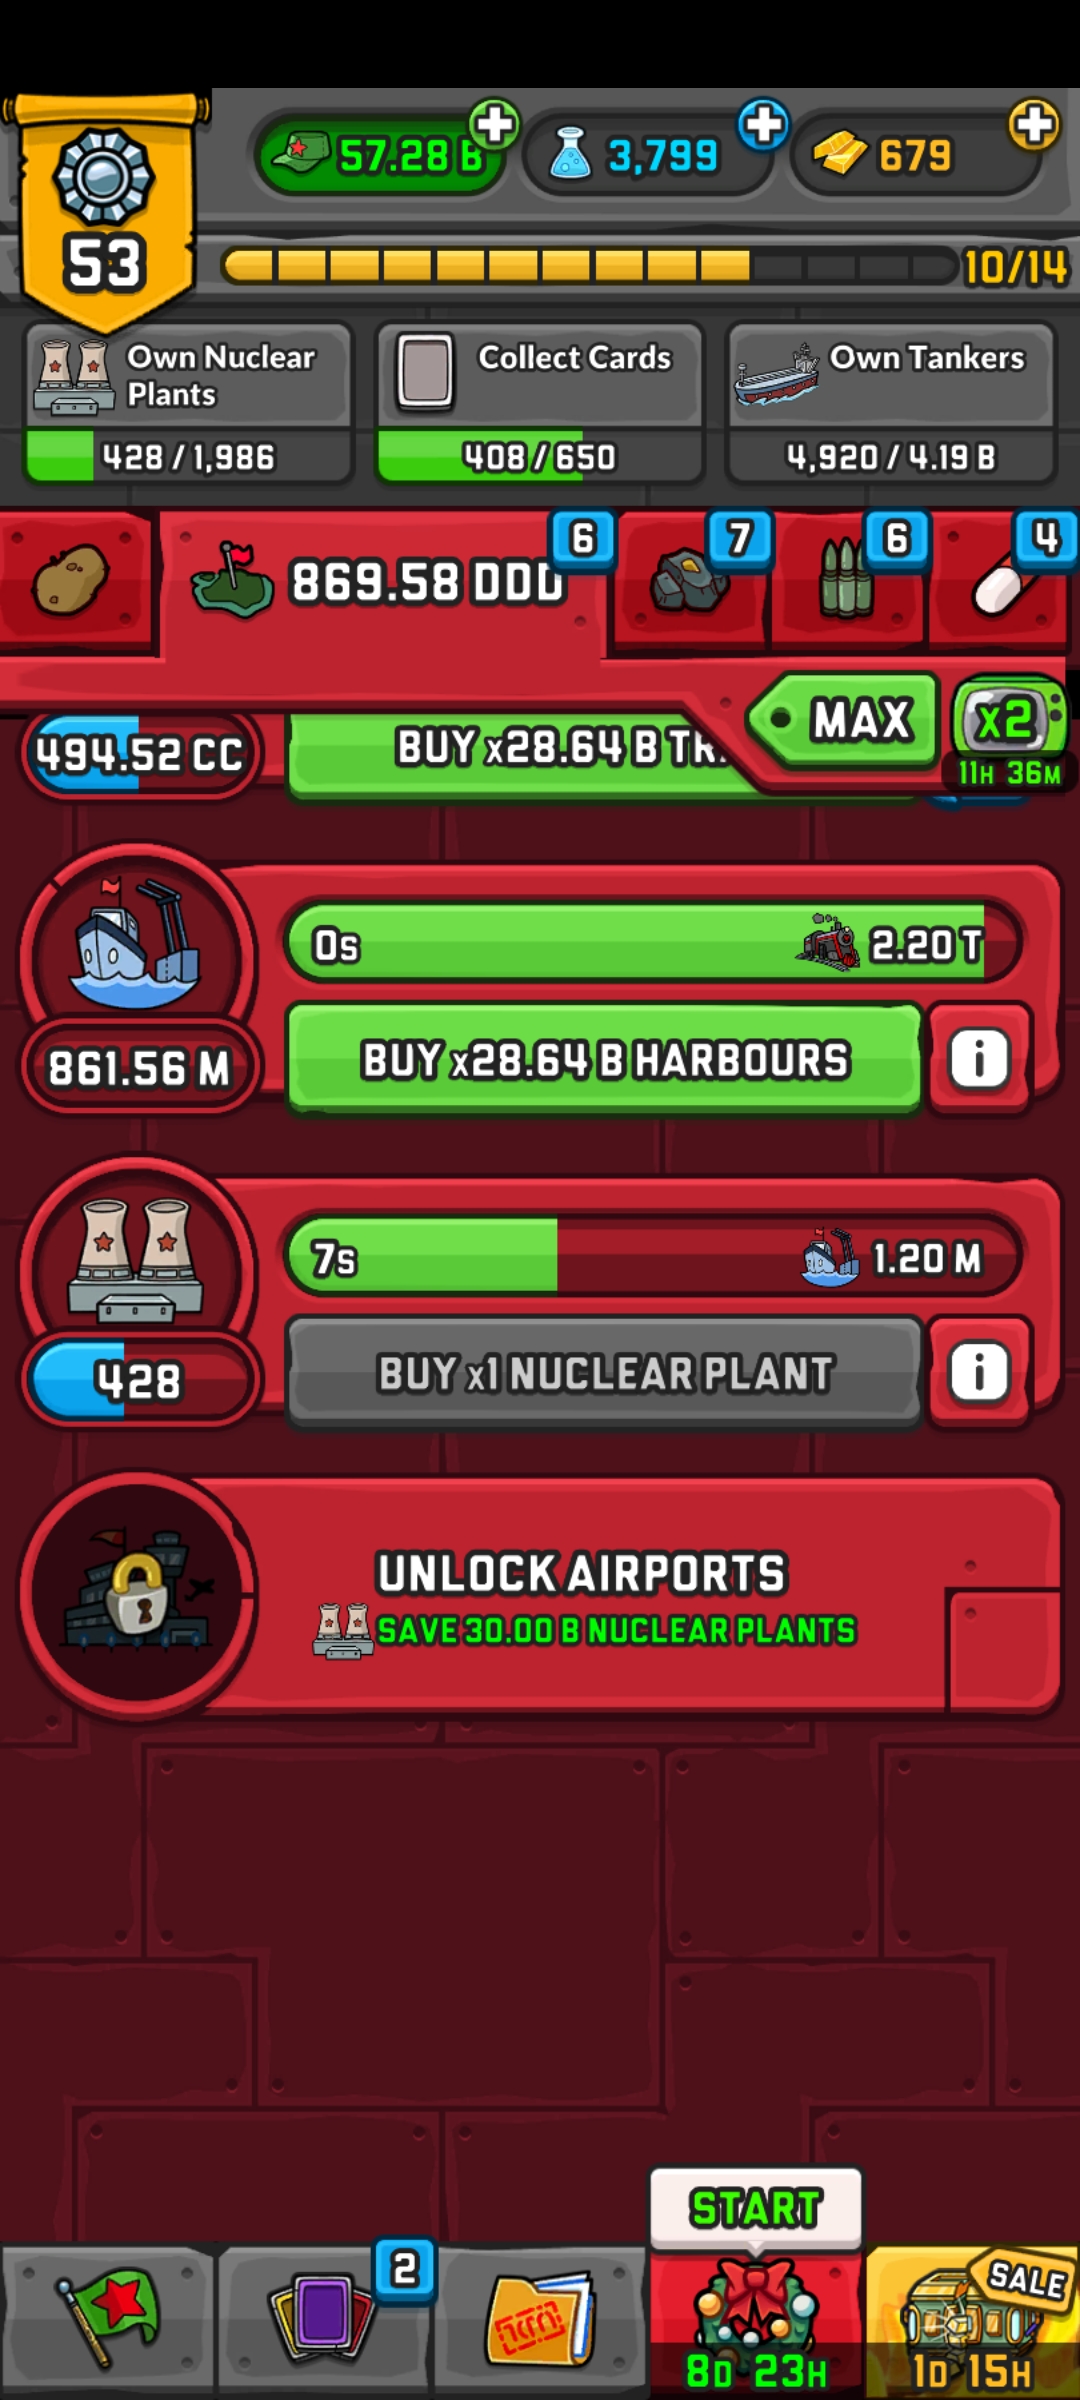 57.28 B
3,799
679
53
10/14
Own Nuclear
Plants
428 / 1,986
Collect Cards
408 / 650
Own Tankers
4,920 / 4.19 B
869.58 DDD
6
7
6
4
MAX
x2
11H 36M
494.52 CC
BUY x28.64 B
0s
2.20 T
861.56 M
BUY x28.64 B HARBOURS
i
7s
1.20 M
428
BUY x1 NUCLEAR PLANT
i
UNLOCK AIRPORTS
SAVE 30.00 B NUCLEAR PLANTS
START
2
8D 23H
SALE
1D 15H